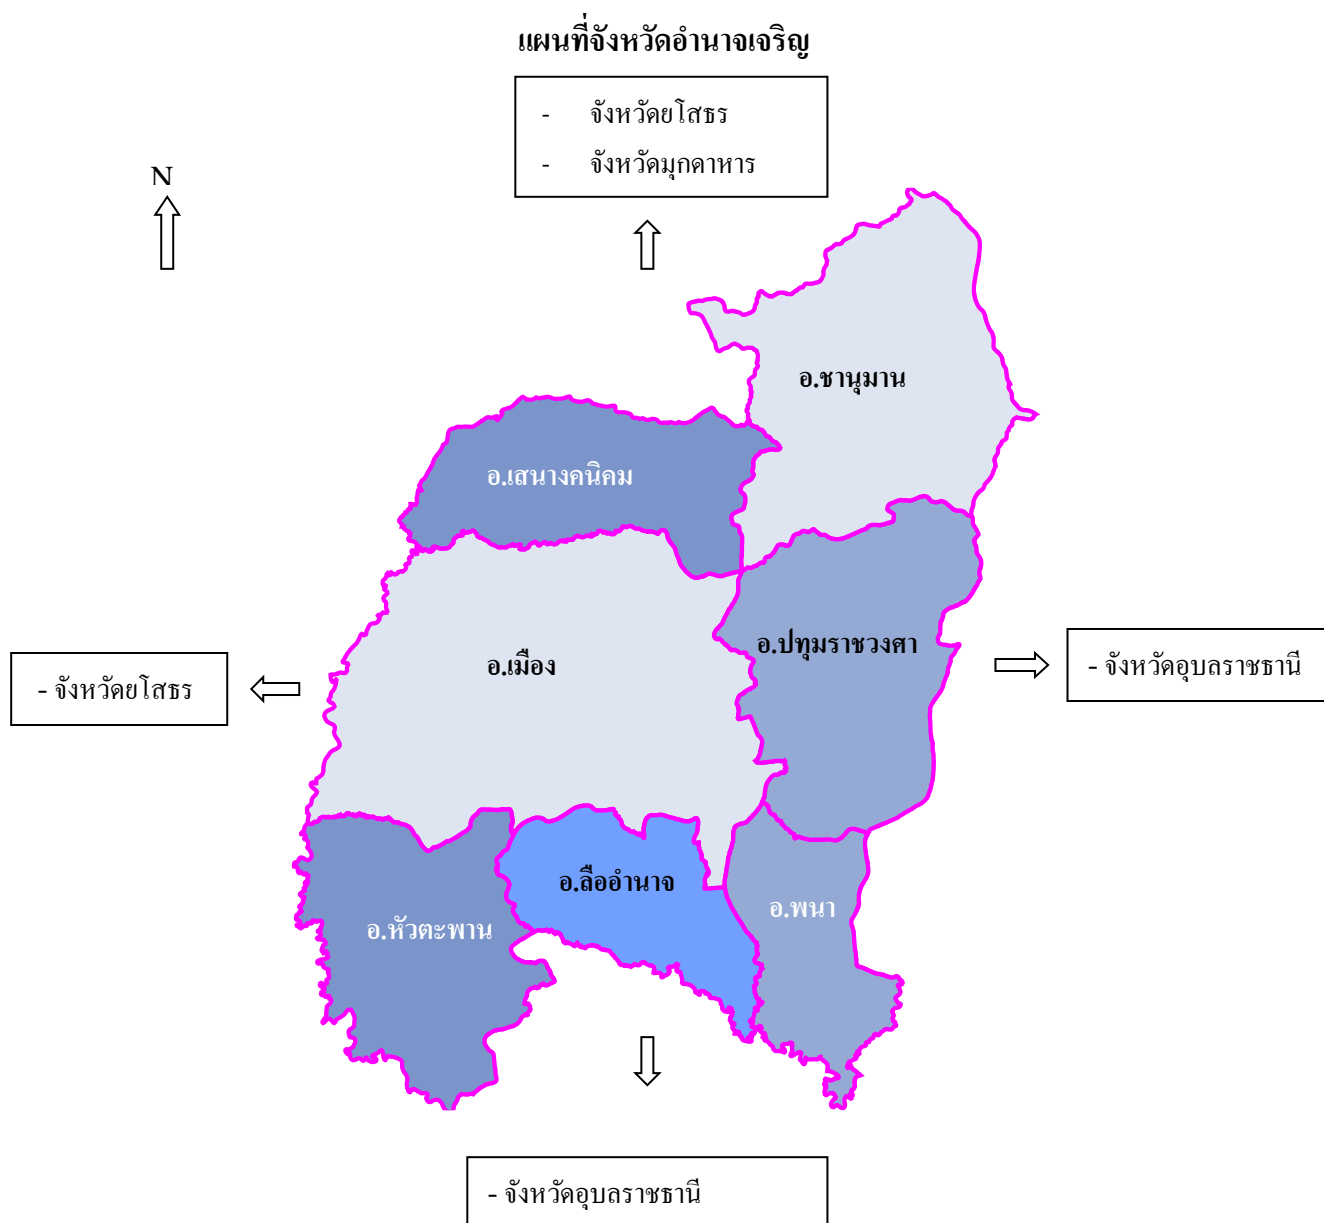 แผนที่จังหวัดอำนาจเจริญ
- จังหวัดยโสธร
- จังหวัดมุกดาหาร
N
อ.ชานุมาน
อ.เสนางคนิคม
อ.ปทุมราชวงศา
อ.เมือง
- จังหวัดยโสธร
- จังหวัดอุบลราชธานี
อ.ลืออำนาจ
อ.พนา
อ.หัวตะพาน
- จังหวัดอุบลราชธานี